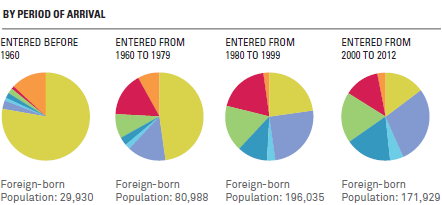 BY PERIOD OF ARRIVAL
ENTERED BEFORE
1960
ENTERED FROM
1960 TO 1979
ENTERED FROM
1980 TO 1999
ENTERED FROM
2000 TO 2012
Foreign-born
Population: 29,930
Foreign-born
Population: 80,988
Foreign-born
Population: 196,035
Foreign-born
Population: 171,929